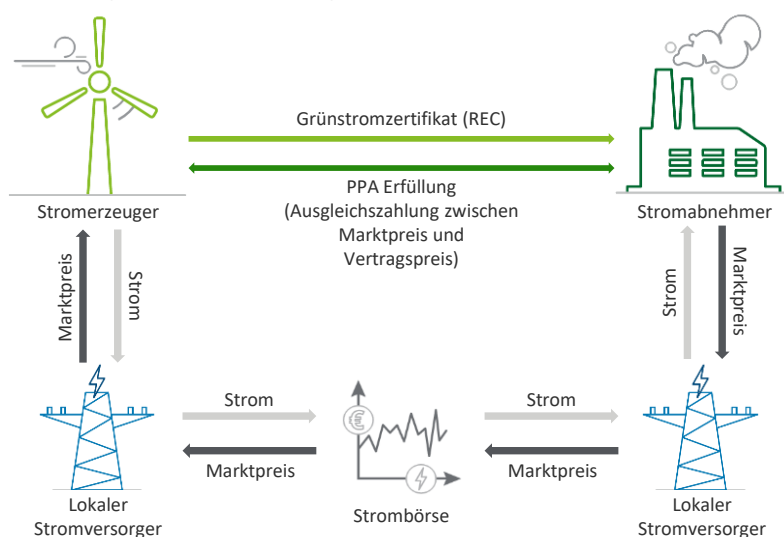 Grünstromzertifikat (REC)
PPA Erfüllung
(Ausgleichszahlung zwischen
Marktpreis und
Vertragspreis)
Stromerzeuger
Stromabnehmer
Marktpreis
Strom
Strom
Marktpreis
Strom
Strom
€
Marktpreis
Marktpreis
Lokaler
Stromversorger
Strombörse
Lokaler
Stromversorger